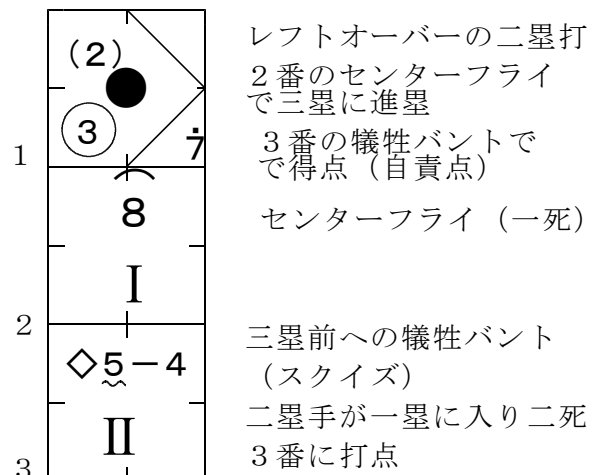 (2)
●
③
7̇
1
レフトオーバーの二塁打
2番のセンターフライ
で三塁に進塁
3番の犠牲バントで
で得点（自責点）
8
Ⅰ
2
センターフライ（一死）
◇5－4
Ⅱ
3
三塁前への犠牲バント
（スクイズ）
二塁手が一塁に入り二死
3番に打点